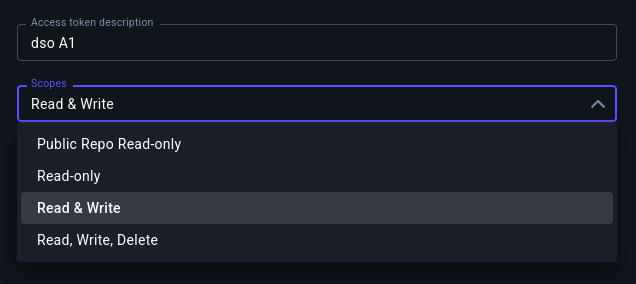 Access token description
dso A1
Scopes
Read & Write
Public Repo Read-only
Read-only
Read & Write
Read, Write, Delete